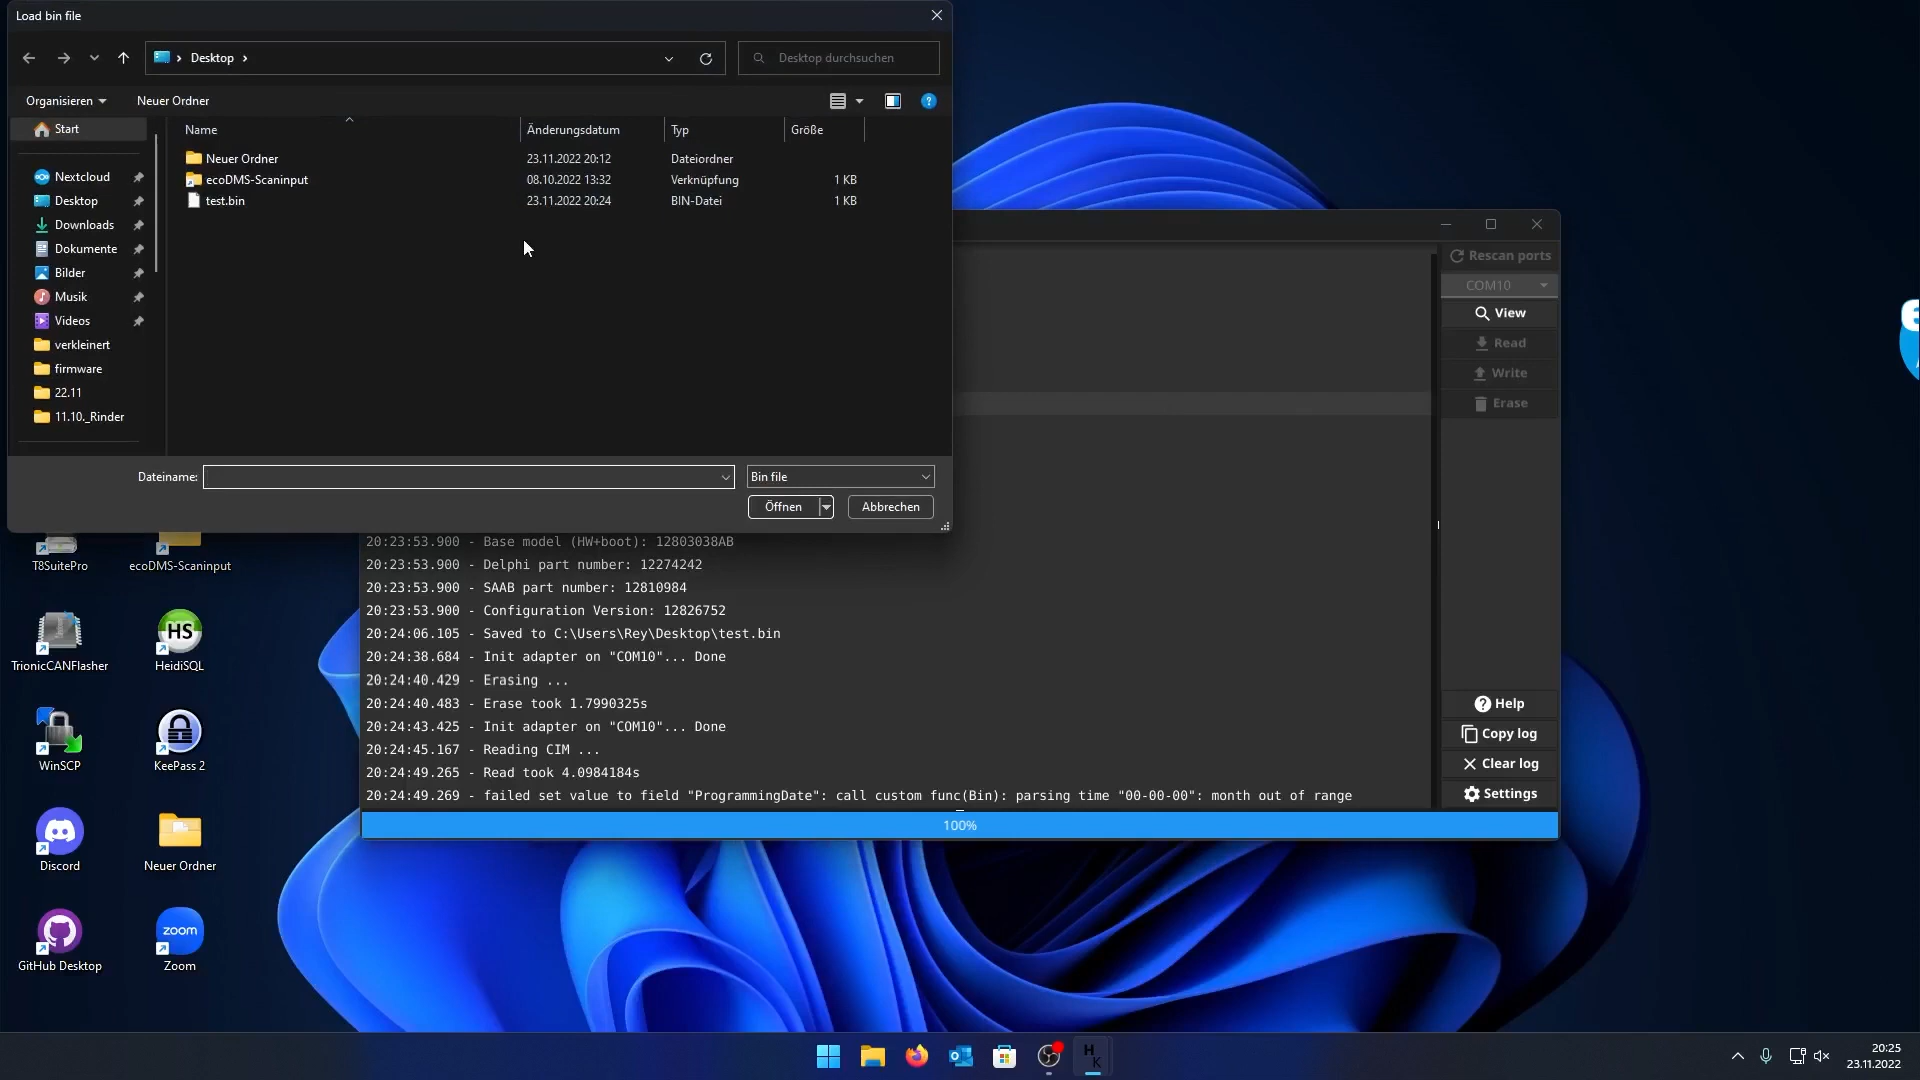 Load bin file
Desktop
Desktop durchsuchen
Organisieren
Neuer Ordner
Start
Nextcloud
Desktop
Downloads
Dokumente
Bilder
Musik
Videos
verkleinert
firmware
22.11
11.10._Rinder
Name Änderungsdatum Typ Größe
Neuer Ordner 23.11.2022 20:12 Dateiordner
ecoDMS-Scaninput 08.10.2022 13:32 Verknüpfung 1 KB
test.bin 23.11.2022 20:24 BIN-Datei 1 KB
Dateiname:
Bin file
Öffnen
Abbrechen
Rescan ports
COM10
View
Read
Write
Erase
20:23:53.900 - Base model (HW+boot): 12803038AB
20:23:53.900 - Delphi part number: 12274242
20:23:53.900 - SAAB part number: 12810984
20:23:53.900 - Configuration Version: 12826752
20:24:06.105 - Saved to C:\Users\Rey\Desktop\test.bin
20:24:38.684 - Init adapter on "COM10"... Done
20:24:40.429 - Erasing ...
20:24:40.483 - Erase took 1.7990325s
20:24:43.425 - Init adapter on "COM10"... Done
20:24:45.167 - Reading CIM ...
20:24:49.265 - Read took 4.0984184s
20:24:49.269 - failed set value to field "ProgrammingDate": call custom func(Bin): parsing time "00-00-00": month out of range
100%
Help
Copy log
Clear log
Settings
T8SuitePro
ecoDMS-Scaninput
TrionicCANFlasher
HS
HeidiSQL
WinSCP
KeePass 2
Discord
Neuer Ordner
GitHub Desktop
zoom
Zoom
H
K
20:25
23.11.2022